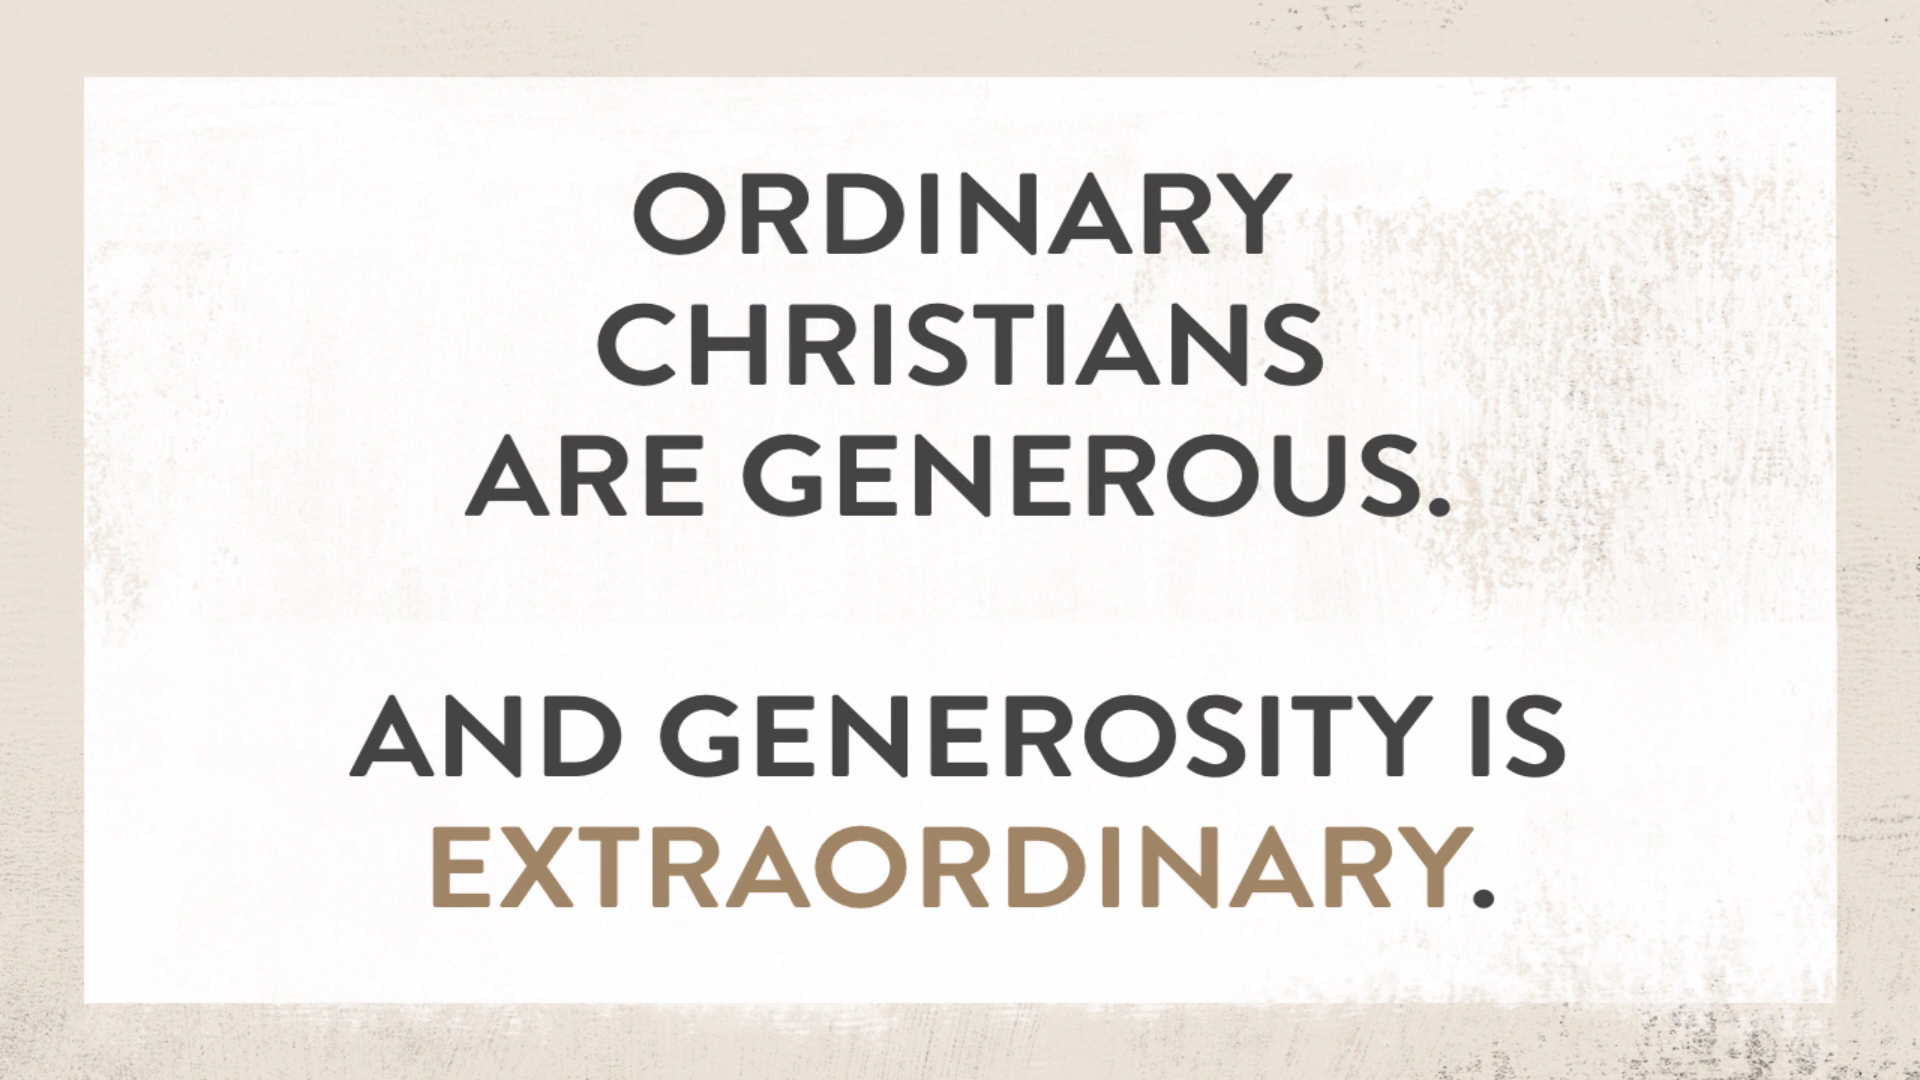 ORDINARY
CHRISTIANS
ARE GENEROUS.
AND GENEROSITY IS
EXTRAORDINARY.